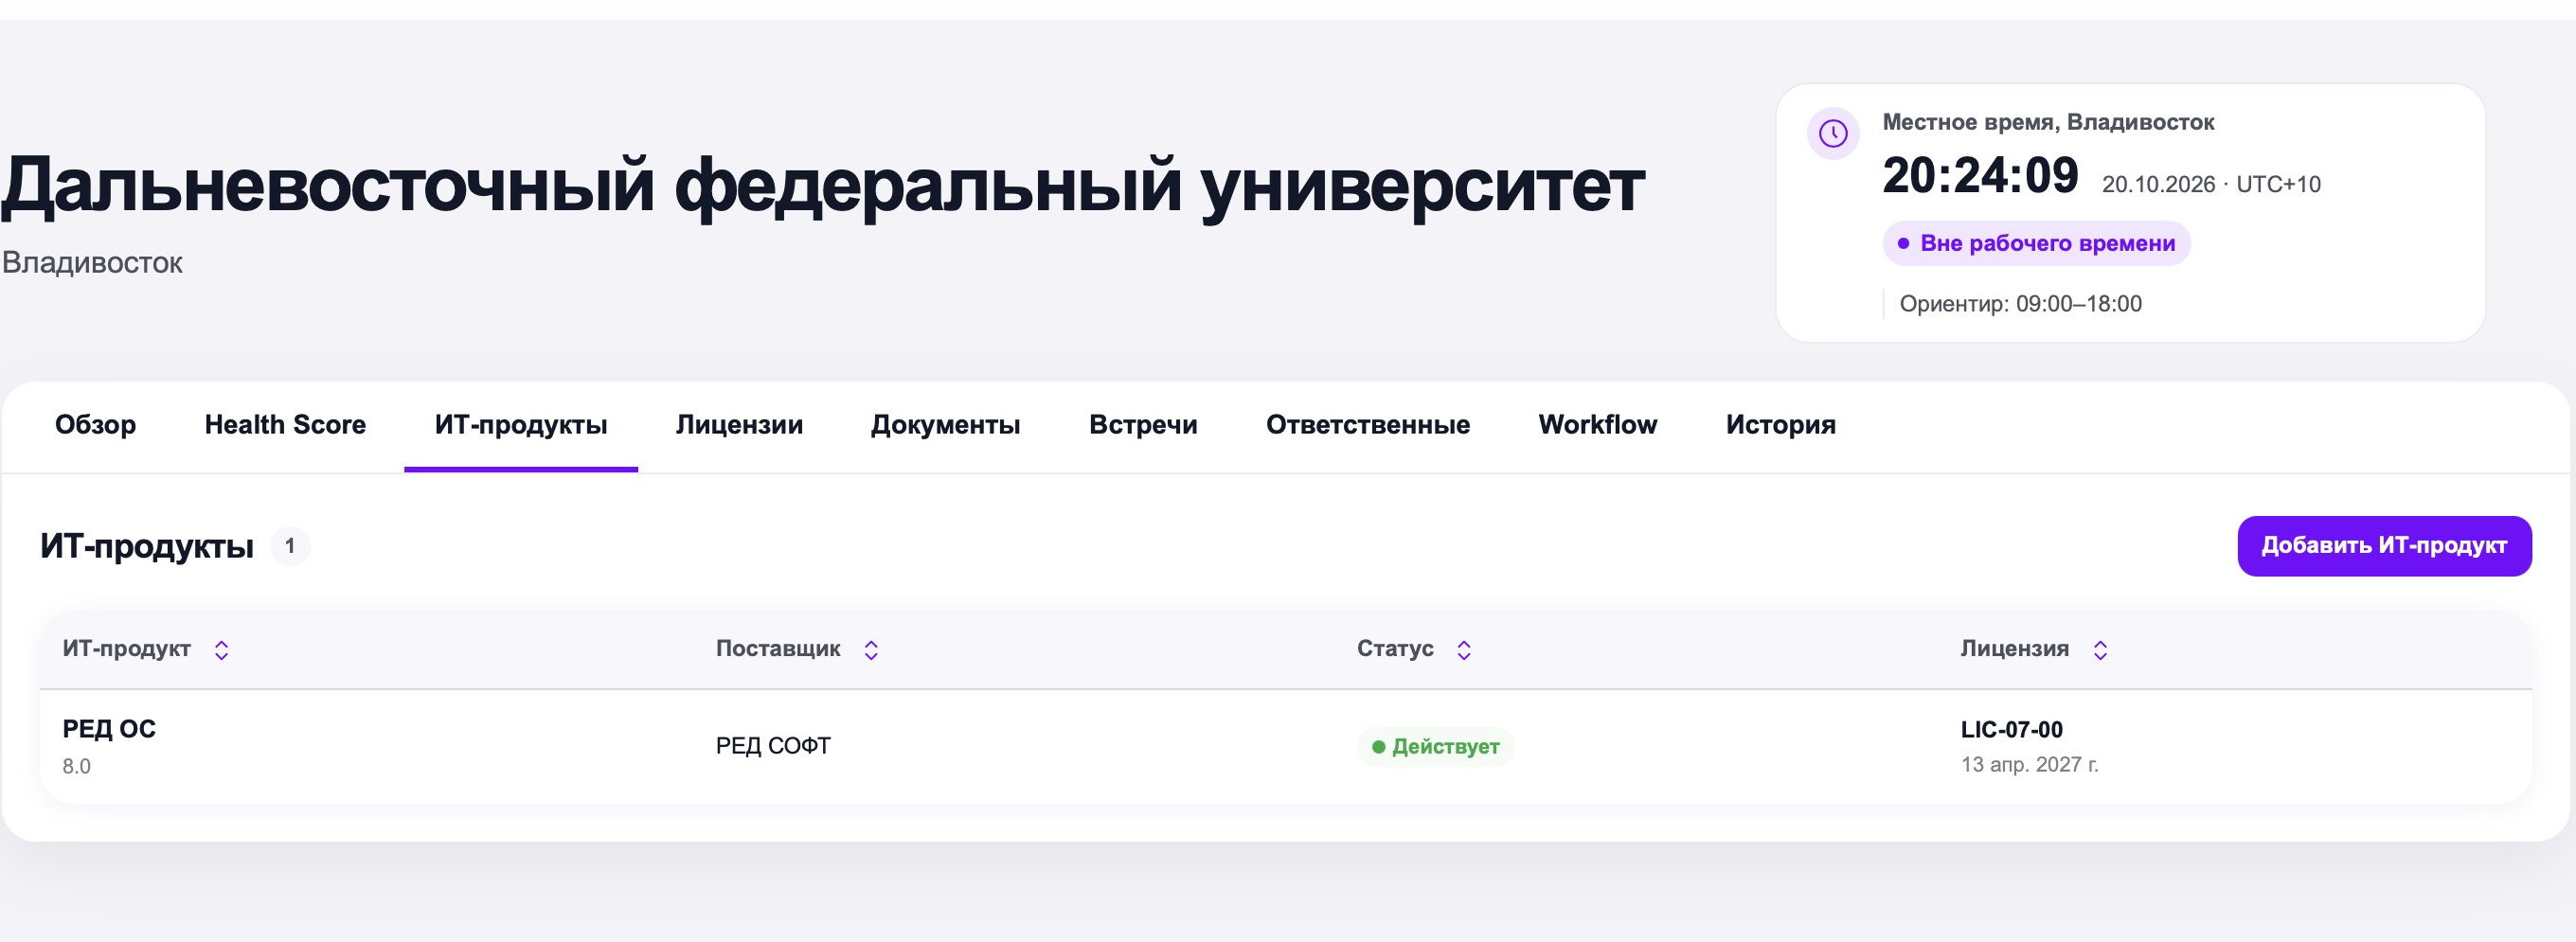 Дальневосточный федеральный университет
Владивосток
Местное время, Владивосток
20:24:09 20.10.2026 · UTC+10
Вне рабочего времени
Ориентир: 09:00–18:00
Обзор Health Score ИТ-продукты Лицензии Документы Встречи Ответственные Workflow История
ИТ-продукты 1
Добавить ИТ-продукт
ИТ-продукт Поставщик Статус Лицензия
РЕД ОС РЕД СОФТ Действует LIC-07-00
8.0 13 апр. 2027 г.